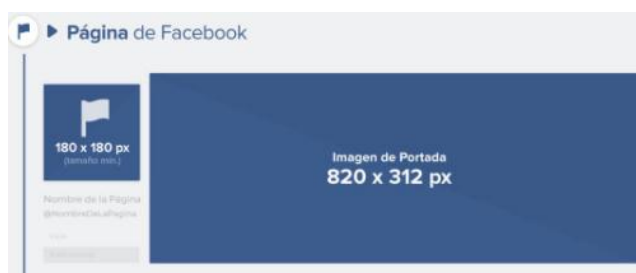 Página de Facebook
180 x 180 px
(tamaño mín.)
Imagen de Portada
820 x 312 px
Nombre de la Página
@NombreDeLaPagina